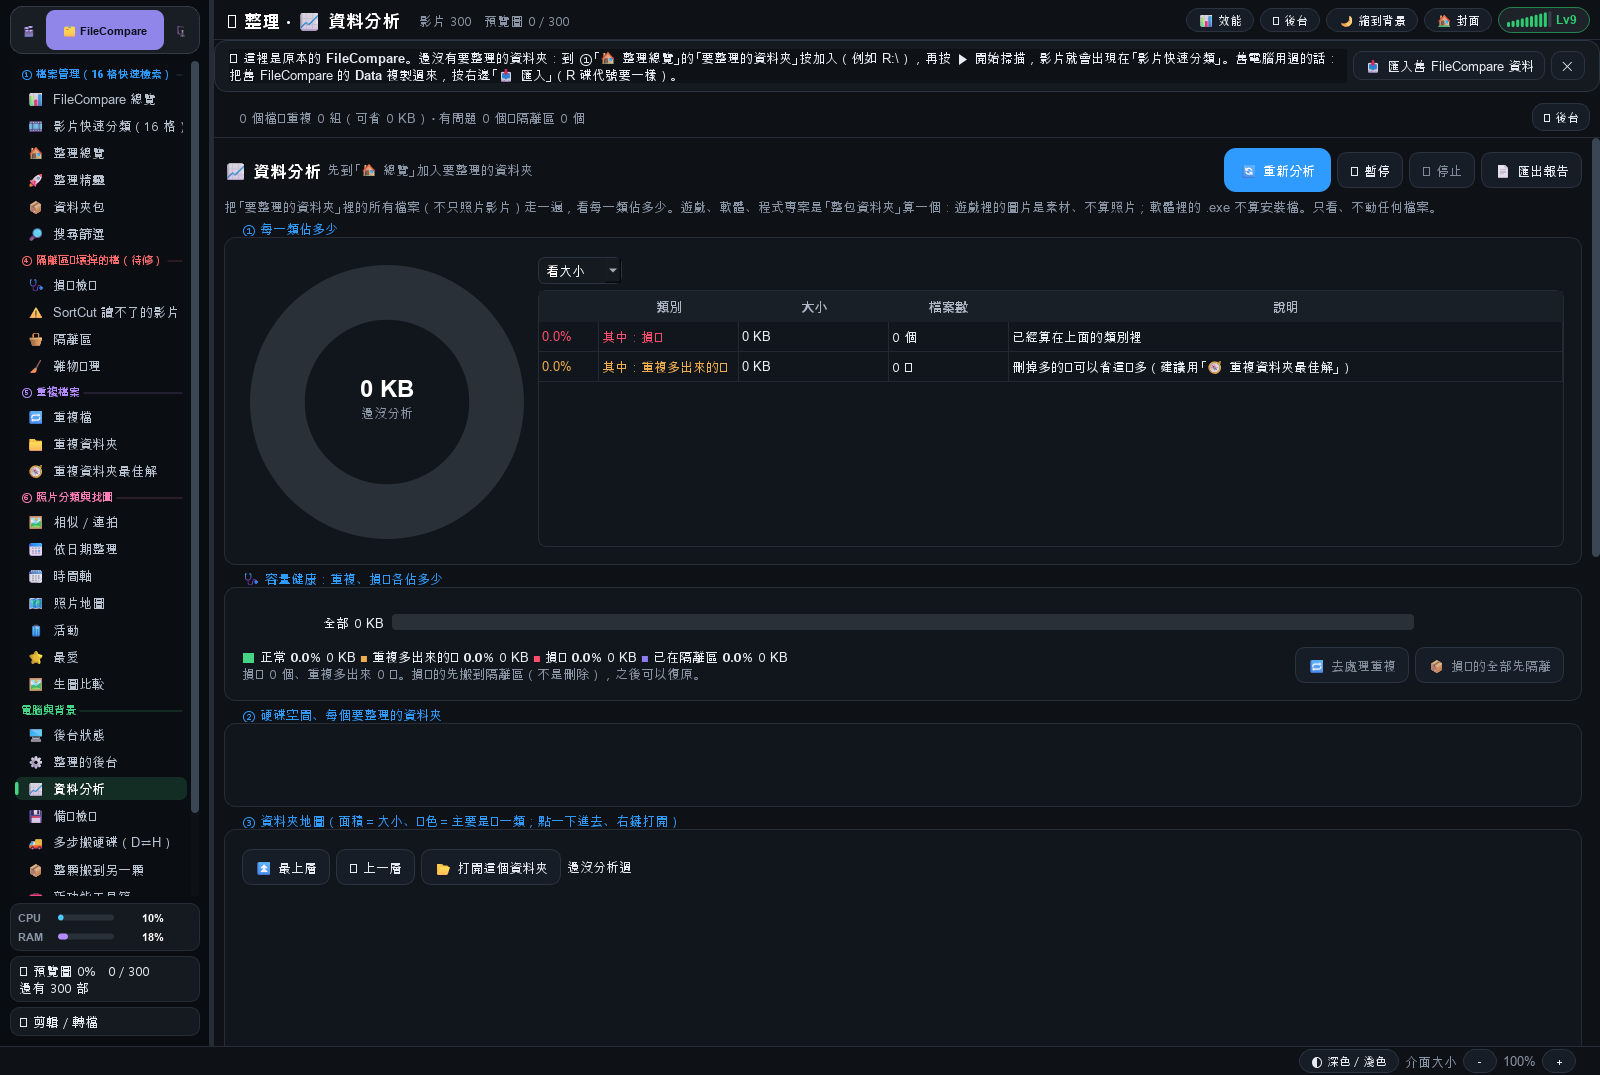 FileCompare
整理 · 資料分析
影片 300 預覽圖 0 / 300
效能
後台
縮到背景
封面
Lv9
這裡是原本的 FileCompare。還沒有要整理的資料夾：到 ①「🏠 整理總覽」的「要整理的資料夾」按加入（例如 R:\），再按 ▶ 開始掃描，影片就會出現在「影片快速分類」。舊電腦用過的話：
把舊 FileCompare 的 Data 複製過來，按右邊「📥 匯入」（R 碟代號要一樣）。
匯入舊 FileCompare 資料
0 個檔 重複 0 組（可省 0 KB）·有問題 0 個 隔離區 0 個
後台
① 檔案管理（16 格快速檢索）
FileCompare 總覽
影片快速分類（16 格）
整理總覽
整理精靈
資料夾包
搜尋篩選
④ 隔離區 壞掉的檔（待修）
損 檢
SortCut 讀不了的影片
隔離區
雜物 理
⑤ 重複檔案
重複檔
重複資料夾
重複資料夾最佳解
⑥ 照片分類與找圖
相似 / 連拍
依日期整理
時間軸
照片地圖
活動
最愛
生圖比較
電腦與背景
後台狀態
整理的後台
資料分析
備 檢
多步搬硬碟（D⇌H）
整顆搬到另一顆
新功能工具箱
CPU 10%
RAM 18%
預覽圖 0% 0 / 300
還有 300 部
剪輯 / 轉檔
資料分析 先到「🏠 總覽」加入要整理的資料夾
重新分析
暫停
停止
匯出報告
把「要整理的資料夾」裡的所有檔案（不只照片影片）走一遍，看每一類佔多少。遊戲、軟體、程式專案是「整包資料夾」算一個：遊戲裡的圖片是素材、不算照片；軟體裡的 .exe 不算安裝檔。只看、不動任何檔案。
① 每一類佔多少
0 KB
還沒分析
看大小
類別 大小 檔案數 說明
0.0% 其中：損 0 KB 0 個 已經算在上面的類別裡
0.0% 其中：重複多出來的 0 KB 0 刪掉多的 可以省這 多（建議用「🧭 重複資料夾最佳解」）
容量健康：重複、損 各佔多少
全部 0 KB
正常 0.0% 0 KB 重複多出來的 0.0% 0 KB 損 0.0% 0 KB 已在隔離區 0.0% 0 KB
損 0 個、重複多出來 0 。損 的先搬到隔離區（不是刪除），之後可以復原。
去處理重複
損 的全部先隔離
② 硬碟空間、每個要整理的資料夾
③ 資料夾地圖（面積＝大小、 色＝主要是 一類；點一下進去、右鍵打開）
最上層
上一層
打開這個資料夾
還沒分析過
深色 / 淺色
介面大小
-
100%
+